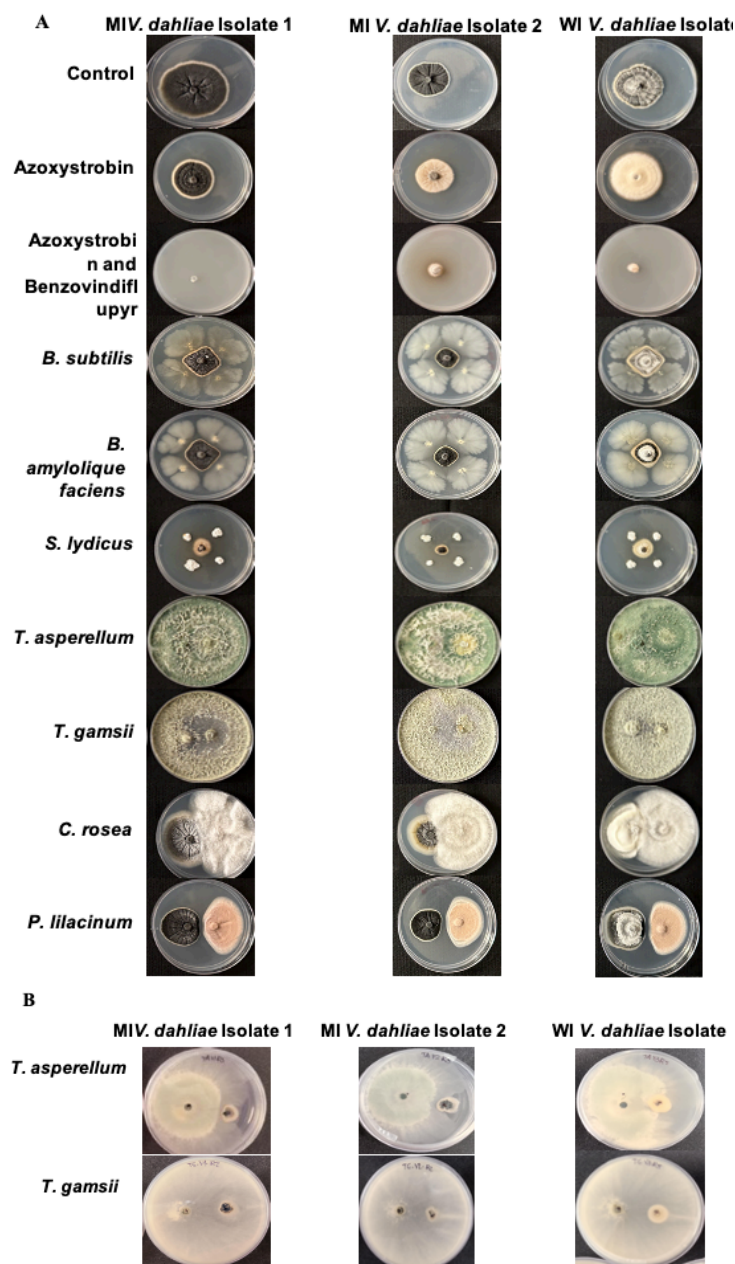 A
MIV. dahliae Isolate 1
MI V. dahliae Isolate 2
WI V. dahliae Isolate
Control
Azoxystrobin
Azoxystrobi
n and
Benzovindifl
upyr
B. subtilis
B.
amylolique
faciens
S. lydicus
T. asperellum
T. gamsii
C. rosea
P. lilacinum
B
MIV. dahliae Isolate 1
MI V. dahliae Isolate 2
WI V. dahliae Isolate
T. asperellum
T. gamsii